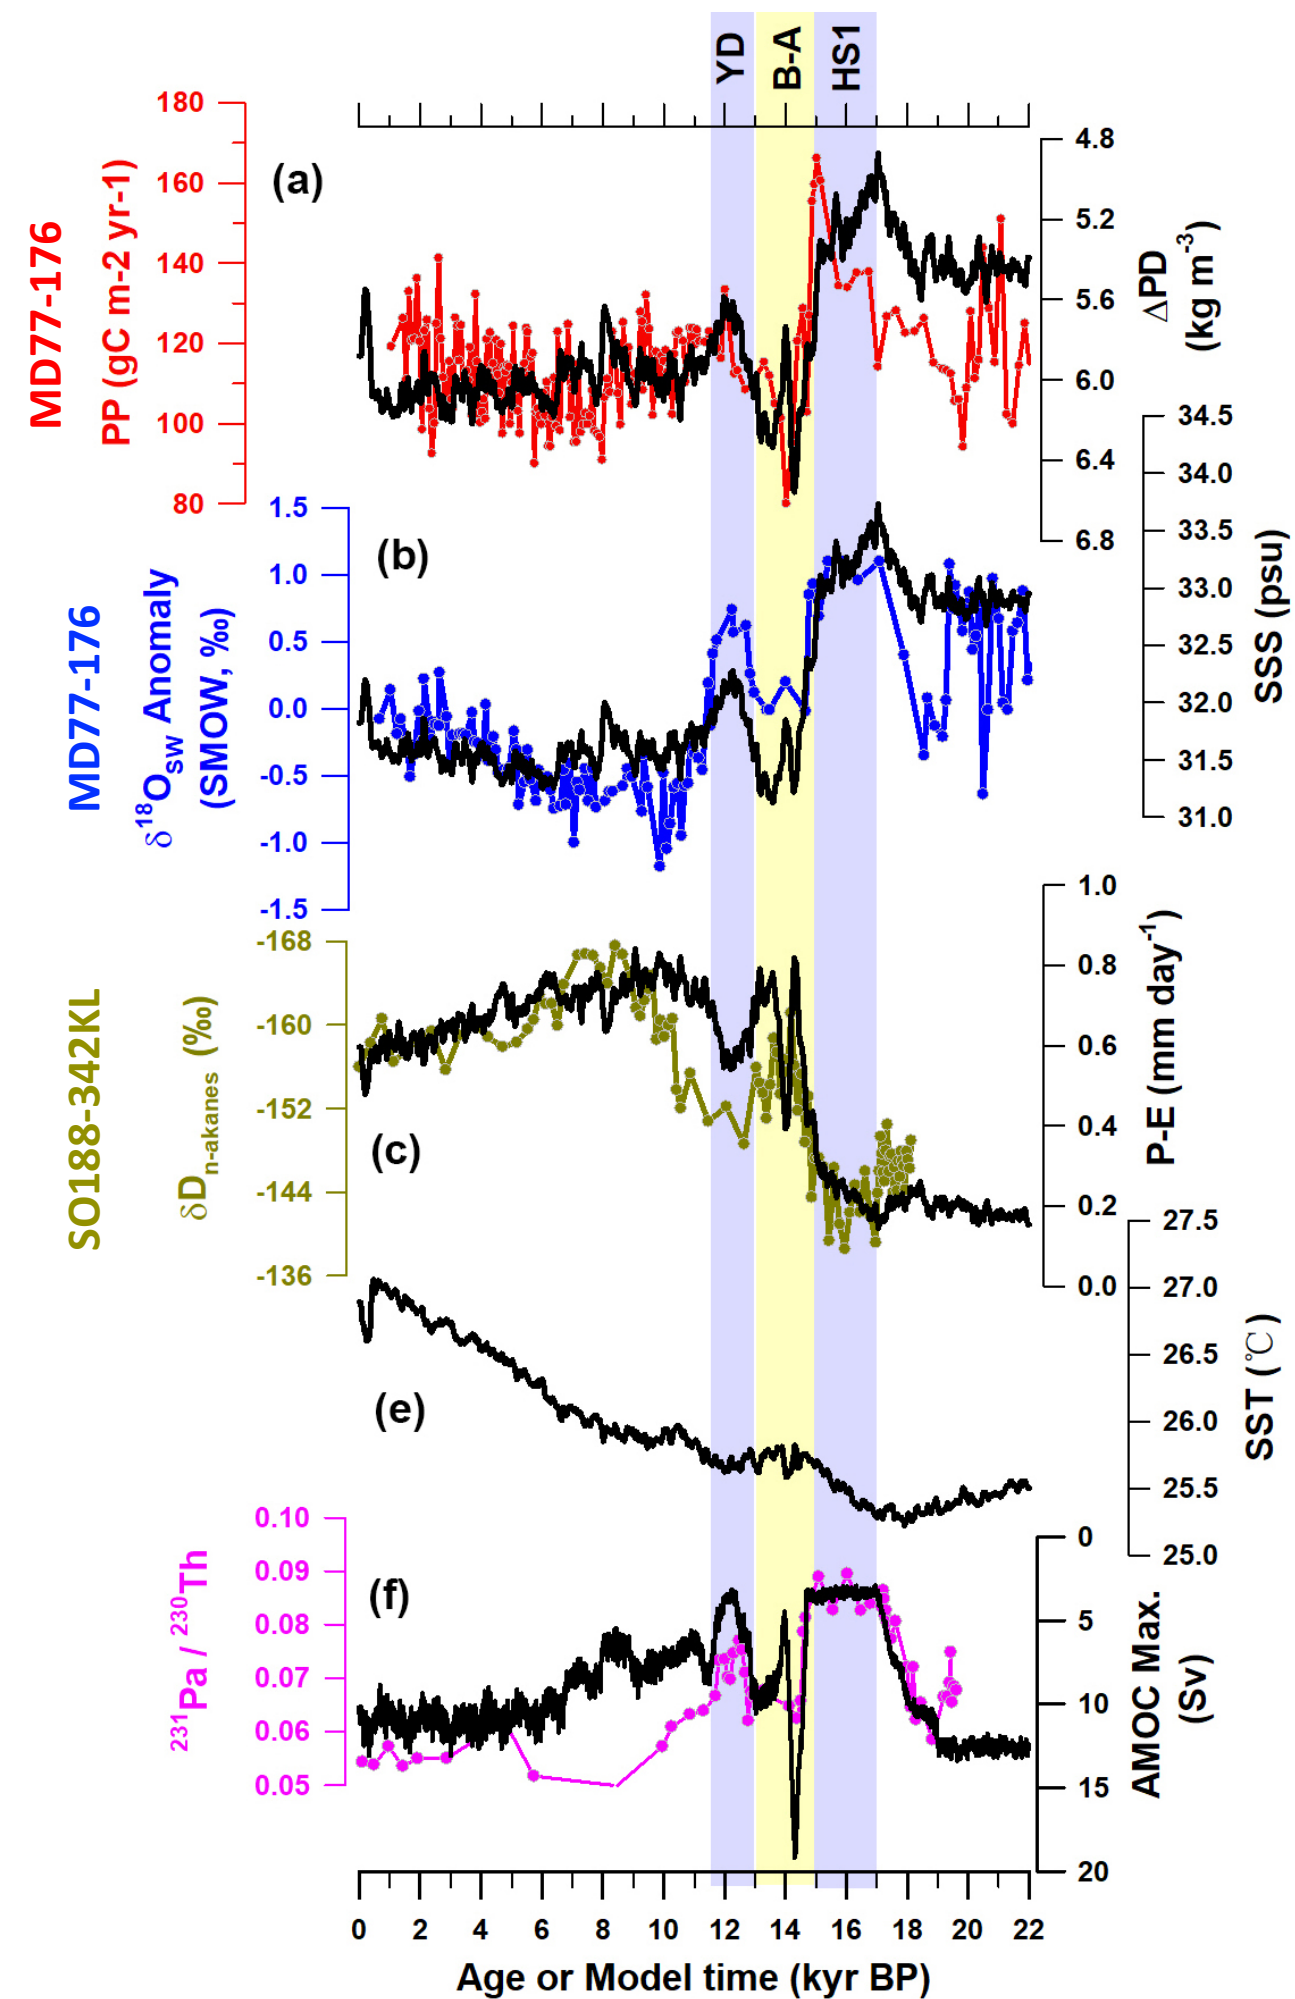 YD
B-A
HS1
(a)
MD77-176
PP (gC m-2 yr-1)
180
160
140
120
100
80
4.8
5.2
5.6
6.0
6.4
6.8
ΔPD
(kg m-3)
(b)
MD77-176
δ18Osw Anomaly
(SMOW, ‰)
1.5
1.0
0.5
0.0
-0.5
-1.0
-1.5
34.5
34.0
33.5
33.0
32.5
32.0
31.5
31.0
SSS (psu)
(c)
SO188-342KL
δDn-akanes (‰)
-168
-160
-152
-144
-136
1.0
0.8
0.6
0.4
0.2
0.0
P-E (mm day-1)
(e)
27.5
27.0
26.5
26.0
25.5
25.0
SST (℃)
(f)
231Pa / 230Th
0.10
0.09
0.08
0.07
0.06
0.05
0
5
10
15
20
AMOC Max.
(Sv)
0 2 4 6 8 10 12 14 16 18 20 22
Age or Model time (kyr BP)